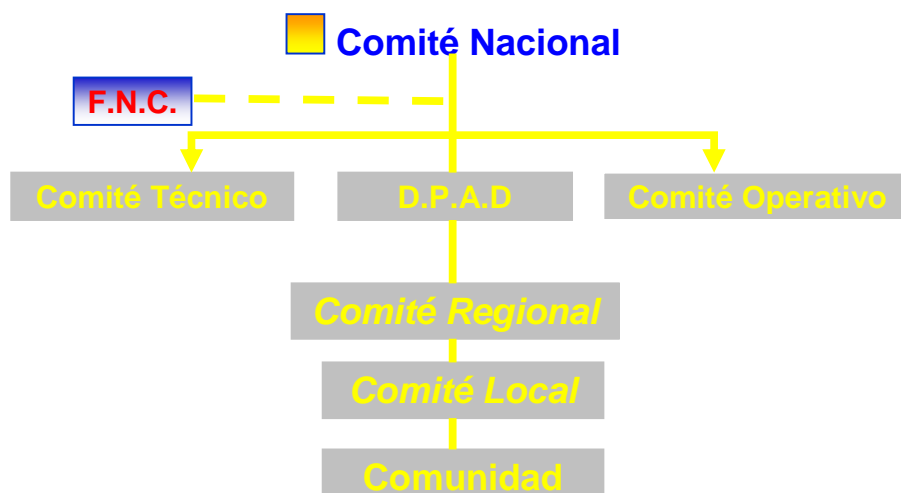 Comité Nacional
F.N.C.
Comité Técnico
D.P.A.D
Comité Operativo
Comité Regional
Comité Local
Comunidad